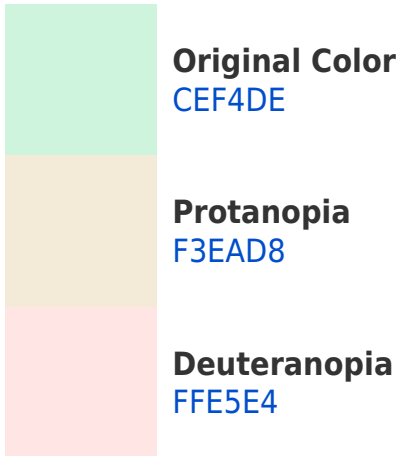 Original Color
CEF4DE
Protanopia
F3EAD8
Deuteranopia
FFE5E4